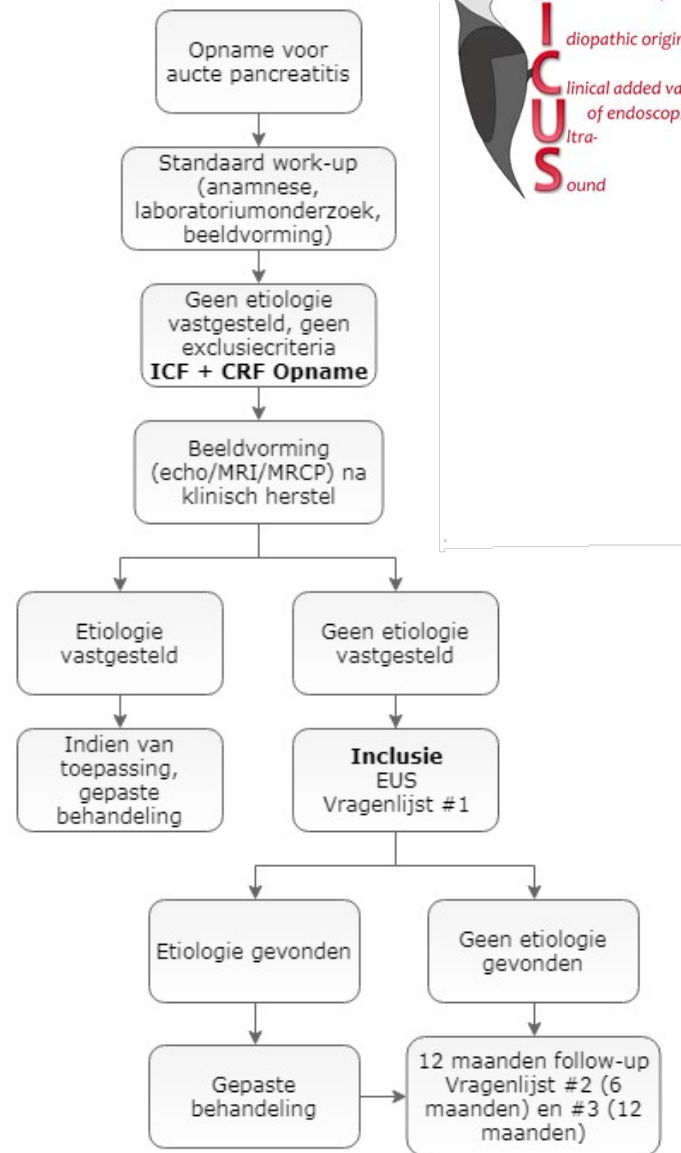 Opname voor
aucte pancreatitis
Standaard work-up
(anamnese,
laboratoriumonderzoek,
beeldvorming)
Geen etiologie
vastgesteld, geen
exclusiecriteria
ICF + CRF Opname
Beeldvorming
(echo/MRI/MRCP) na
klinisch herstel
Etiologie
vastgesteld
Geen etiologie
vastgesteld
Indien van
toepassing,
gepaste
behandeling
Inclusie
EUS
Vragenlijst #1
Etiologie gevonden
Geen etiologie
gevonden
Gepaste
behandeling
12 maanden follow-up
Vragenlijst #2 (6
maanden) en #3 (12
maanden)
I diopathic origin
C linical added va
of endoscop
U ltra-
S ound